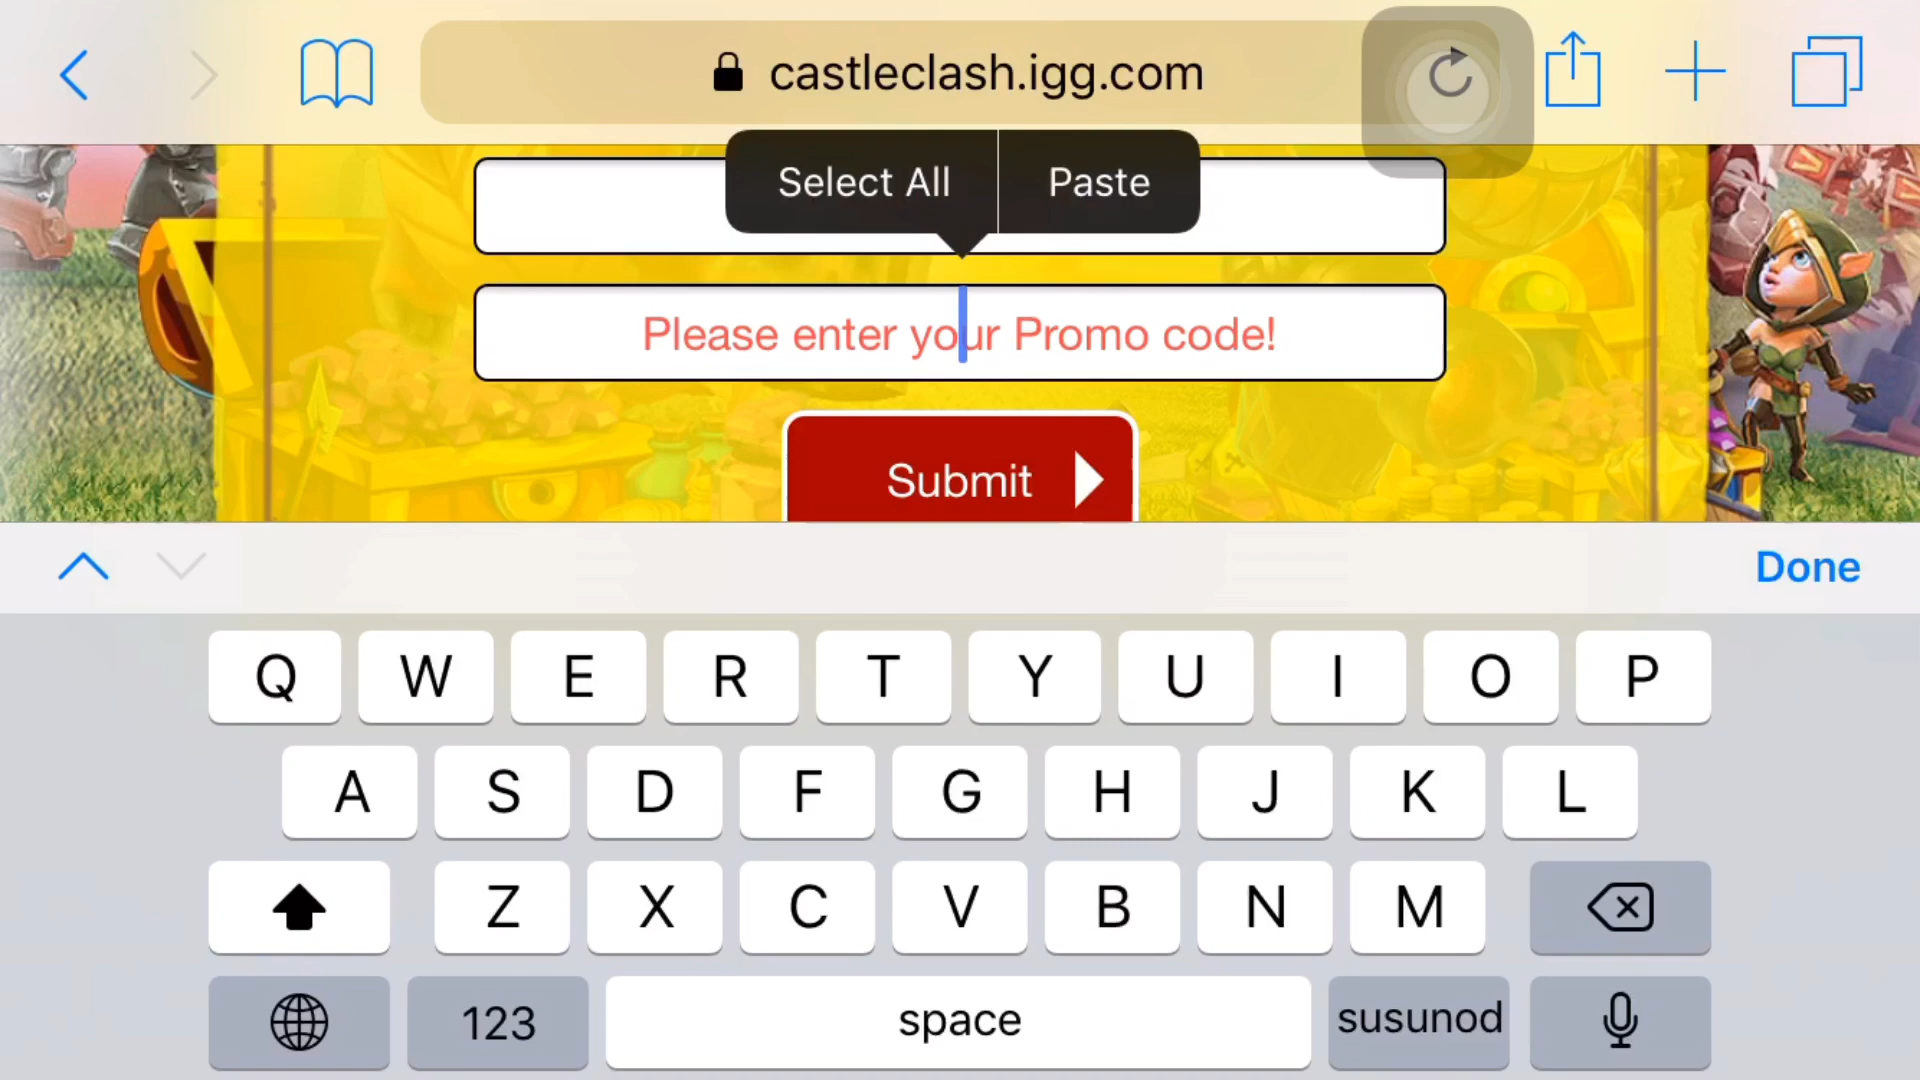 castleclash.igg.com
Select All Paste
Please enter your Promo code!
Submit
Done
Q W E R T Y U I O P
A S D F G H J K L
Z X C V B N M
123 space susunod